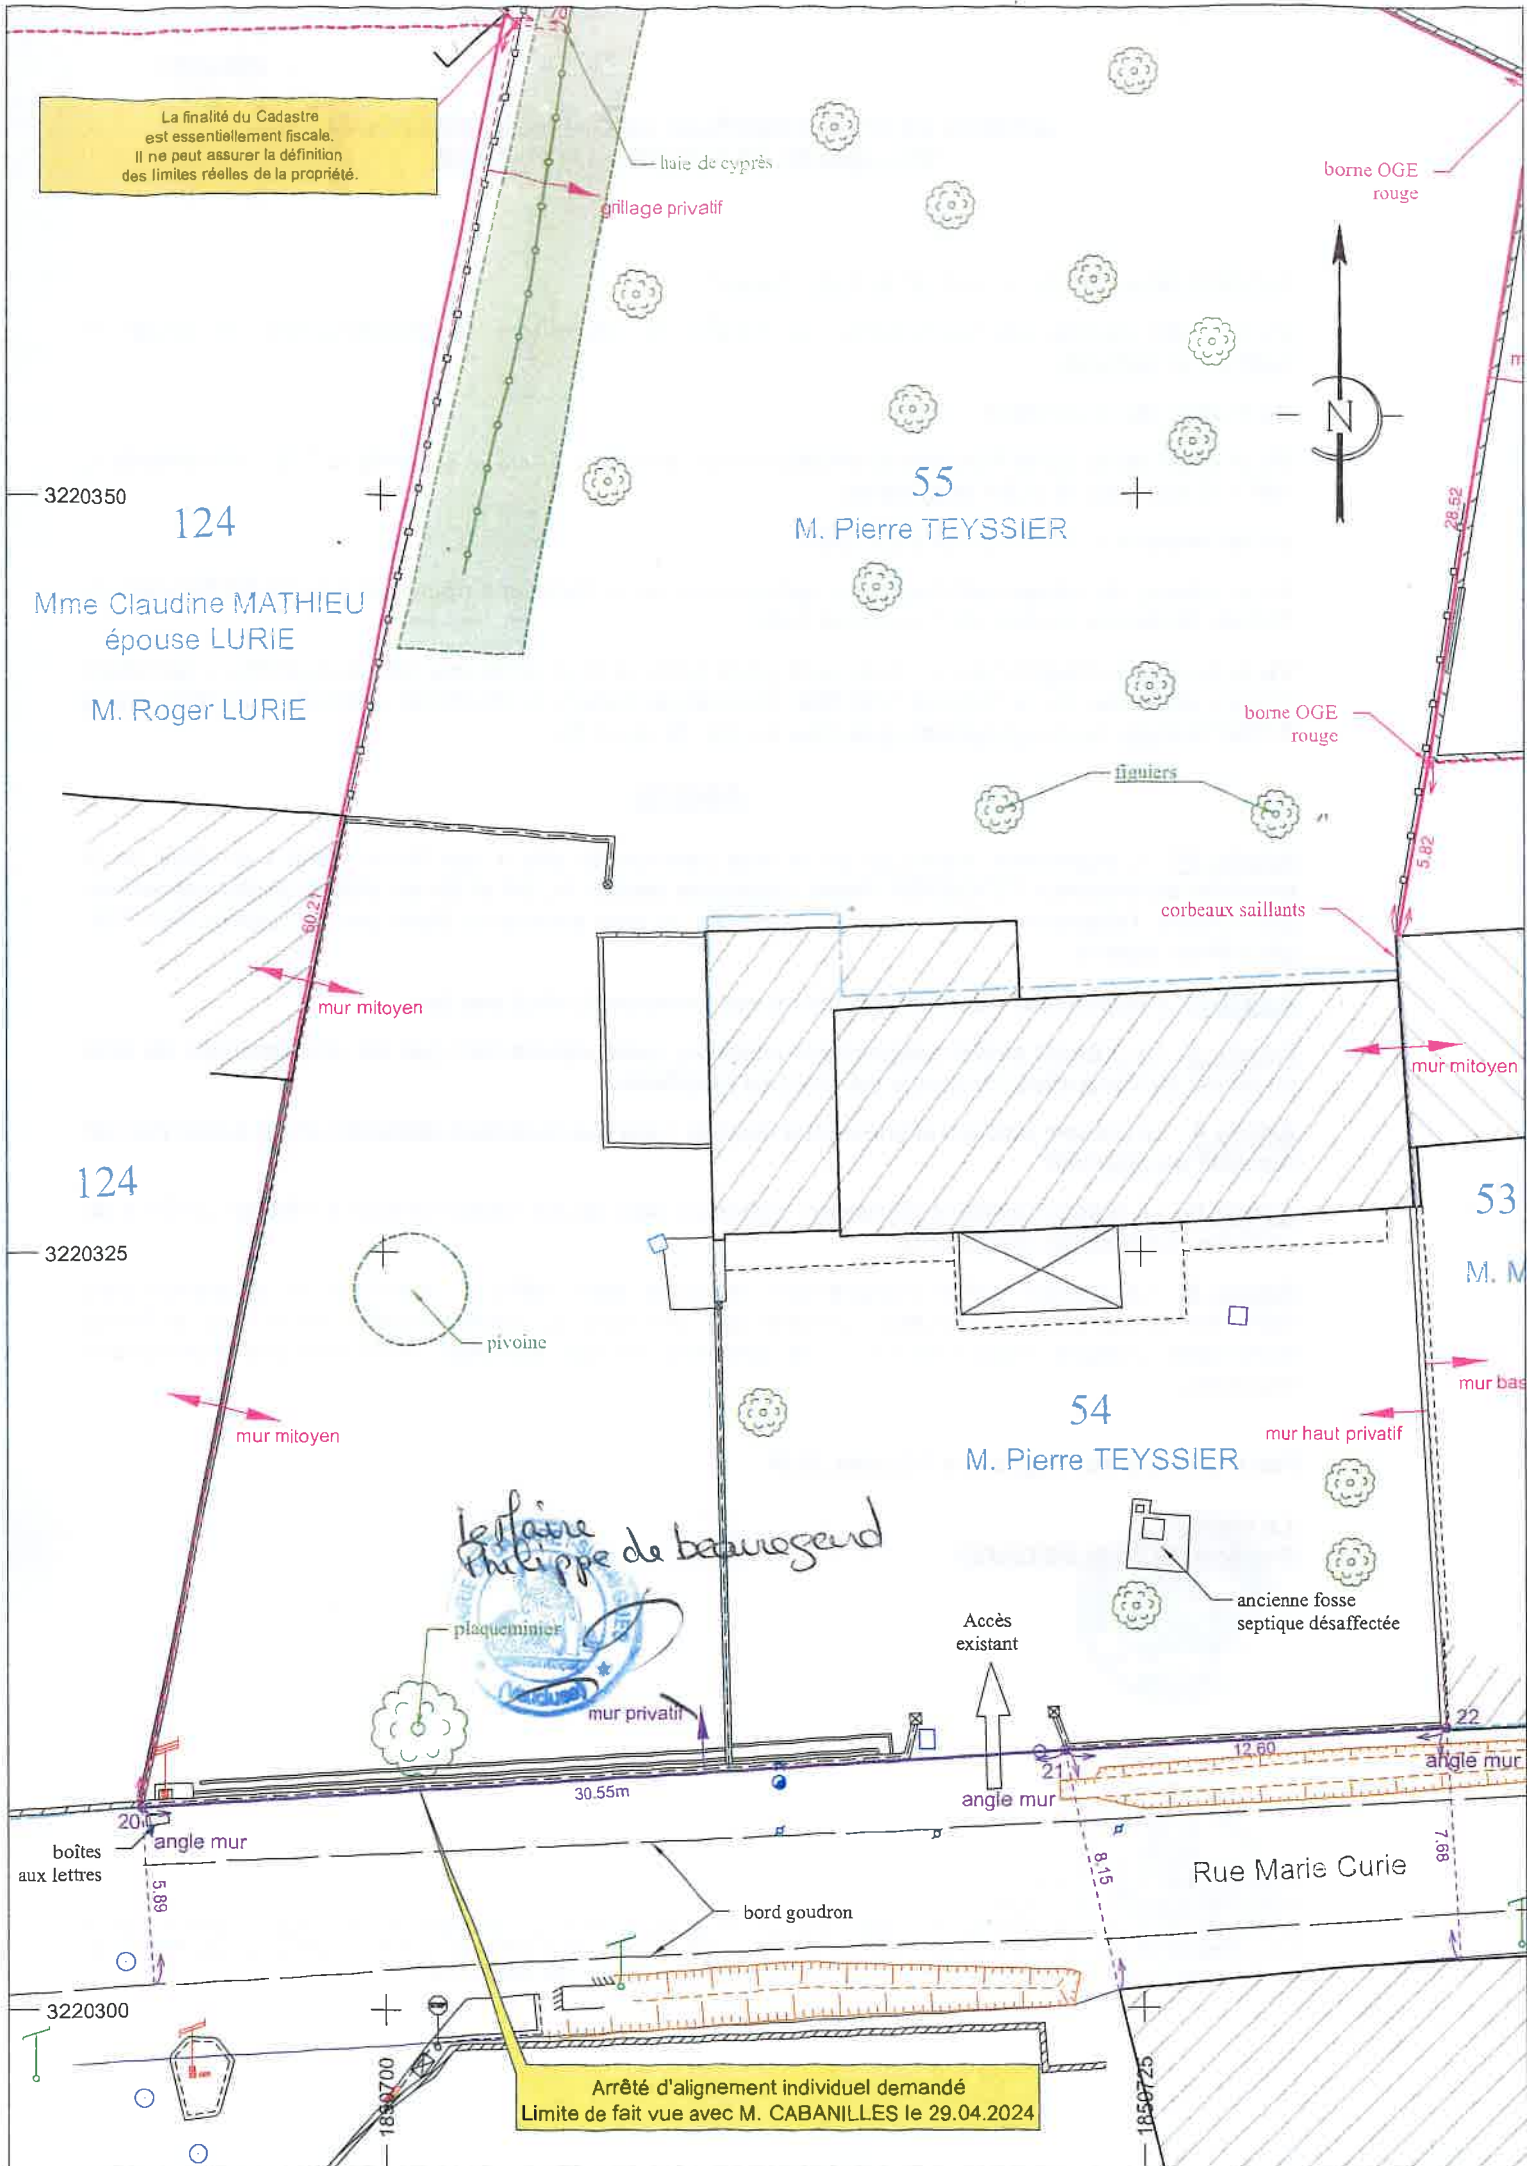 70
La finalité du Cadastre
est essentiellement fiscale.
Il ne peut assurer la définition
des limites réelles de la propriété.
haie de cyprès
grillage privatif
borne OGE
rouge
N
3220350
124
Mme Claudine MATHIEU
épouse LURIE
M. Roger LURIE
55
M. Pierre TEYSSIER
28.52
borne OGE
rouge
figuiers
5.82
60.21
corbeaux saillants
mur mitoyen
mur mitoyen
124
53
3220325
M. M
pivoine
mur bas
54
mur haut privatif
M. Pierre TEYSSIER
mur mitoyen
le Maire
Philippe de beauregard
(Vaucluse)
plaqueminier
ancienne fosse
septique désaffectée
Accès
existant
mur privatif
22
12.60
angle mur
21
angle mur
30.55m
20
angle mur
boîtes
aux lettres
5.89
8.15
7.68
Rue Marie Curie
bord goudron
3220300
1850700
1850725
Arrêté d'alignement individuel demandé
Limite de fait vue avec M. CABANILLES le 29.04.2024